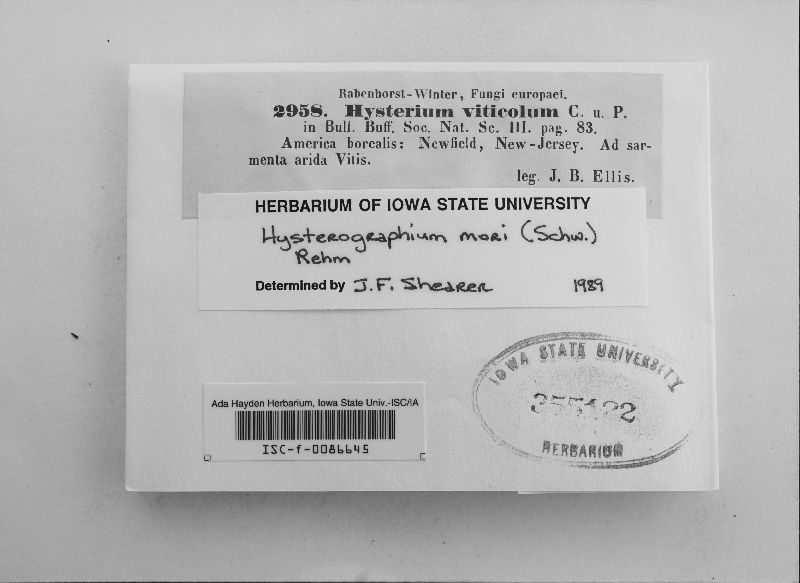 Rabenhorst-Winter, Fungi europaei.
2958. Hysterium viticolum C. u. P.
in Bull. Buff. Soc. Nat. Sc. III. pag. 83.
America borealis: Newfield, New-Jersey. Ad sar-
menta arida Vitis.
leg. J. B. Ellis.
HERBARIUM OF IOWA STATE UNIVERSITY
Hysterographium mori (Schw.)
Rehm
Determined by J.F. Shearer 1989
IOWA STATE UNIVERSITY
355122
HERBARIUM
Ada Hayden Herbarium, Iowa State Univ.-ISC/IA
ISC-f-0086645